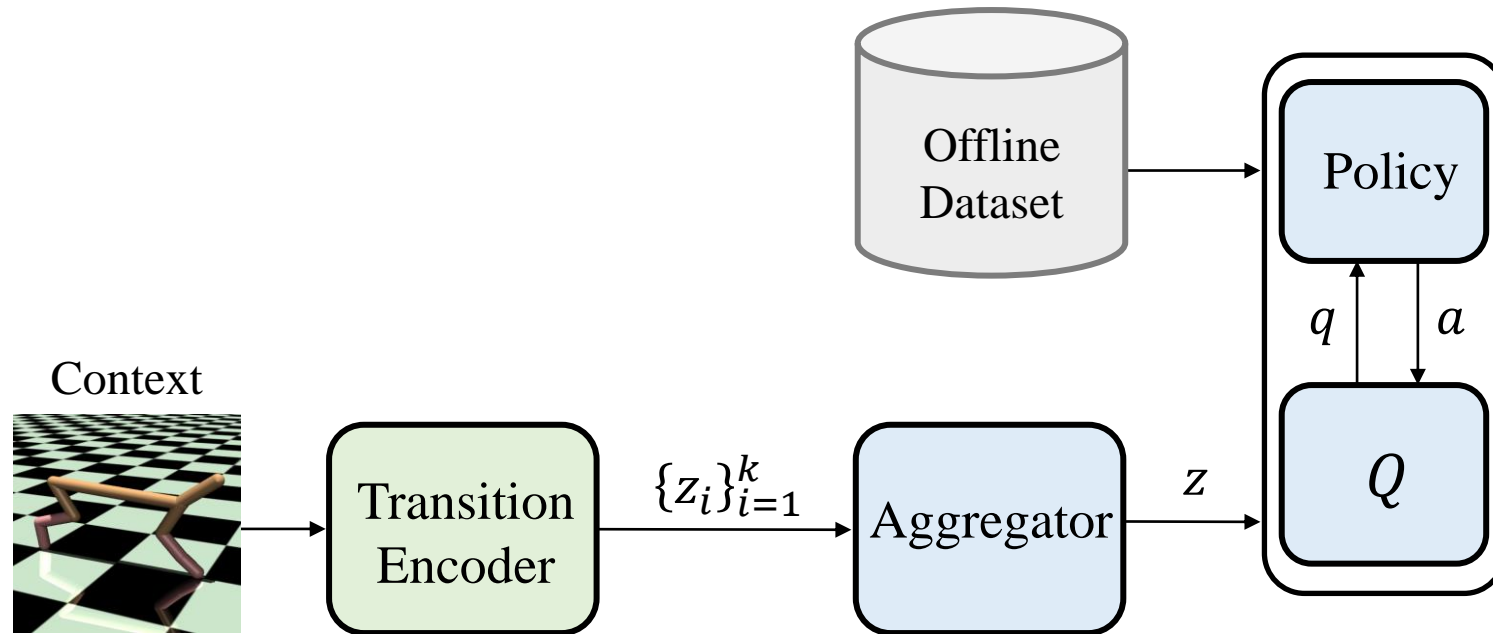 Offline
Dataset
Policy
q
a
Context
Transition
Encoder
{z_i}_{i=1}^k
Aggregator
z
Q